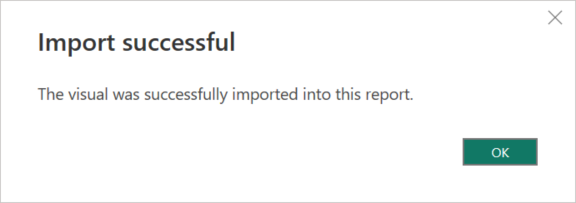 Import successful
The visual was successfully imported into this report.
OK